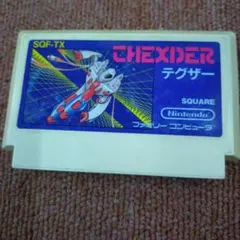 SQF-TX
THEXDER
テグザー
SQUARE
Nintendo
ファミリー コンピュータ